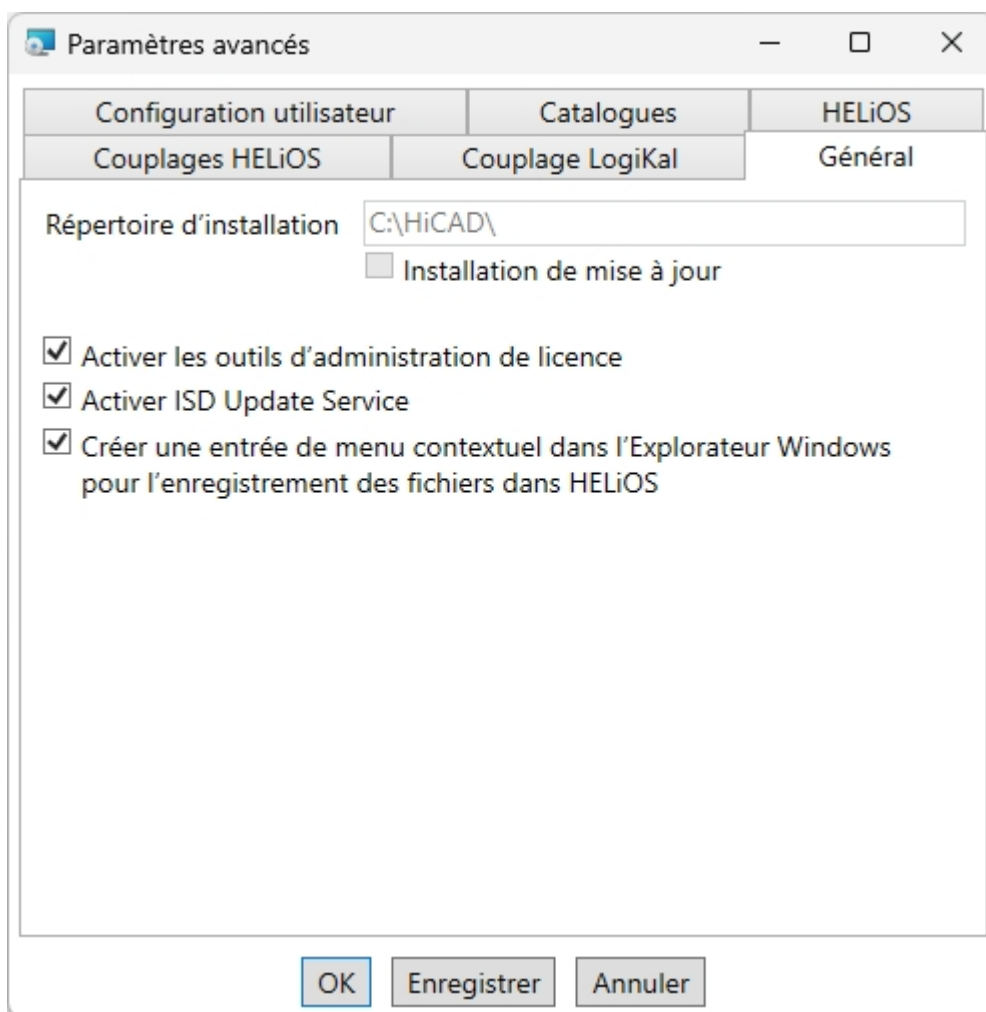 Paramètres avancés
Configuration utilisateur
Catalogues
HELiOS
Couplages HELiOS
Couplage LogiKal
Général
Répertoire d'installation
C:\HiCAD\
Installation de mise à jour
Activer les outils d'administration de licence
Activer ISD Update Service
Créer une entrée de menu contextuel dans l'Explorateur Windows
pour l'enregistrement des fichiers dans HELiOS
OK
Enregistrer
Annuler